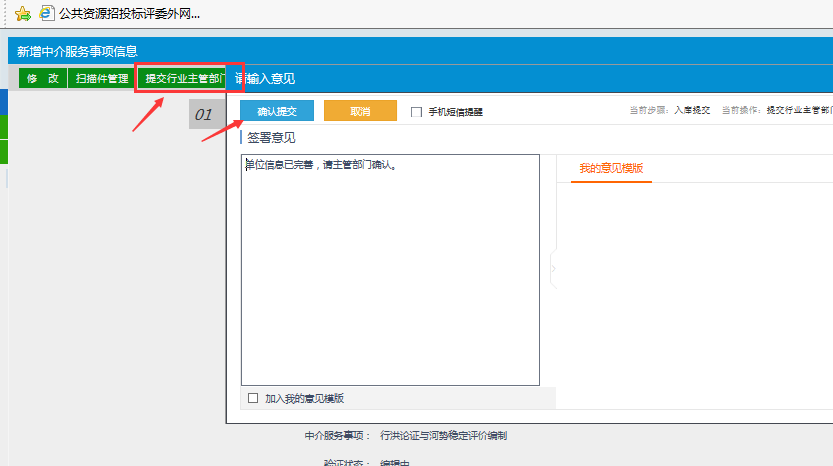 公共资源招投标评委外网...
新增中介服务事项信息
修 改 扫描件管理 提交行业主管部门
请输入意见
01
确认提交 取消 手机短信提醒 当前步骤: 入库提交 当前操作: 提交行业主管部门
签署意见
单位信息已完善，请主管部门确认。
我的意见模版
加入我的意见模版
中介服务事项： 行洪论证与河势稳定评价编制
验证状态： 编辑中